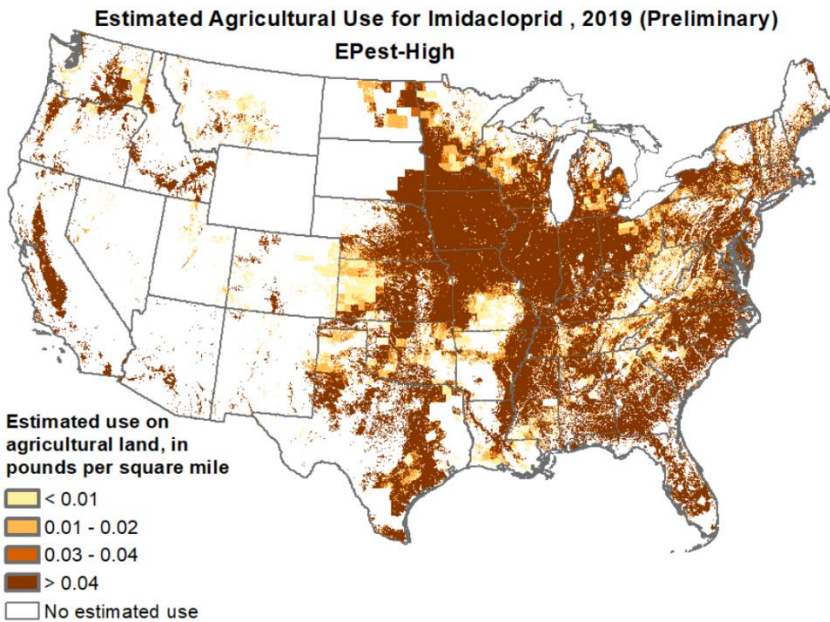 Estimated Agricultural Use for Imidacloprid , 2019 (Preliminary)
EPest-High
Estimated use on
agricultural land, in
pounds per square mile
< 0.01
0.01 - 0.02
0.03 - 0.04
> 0.04
No estimated use